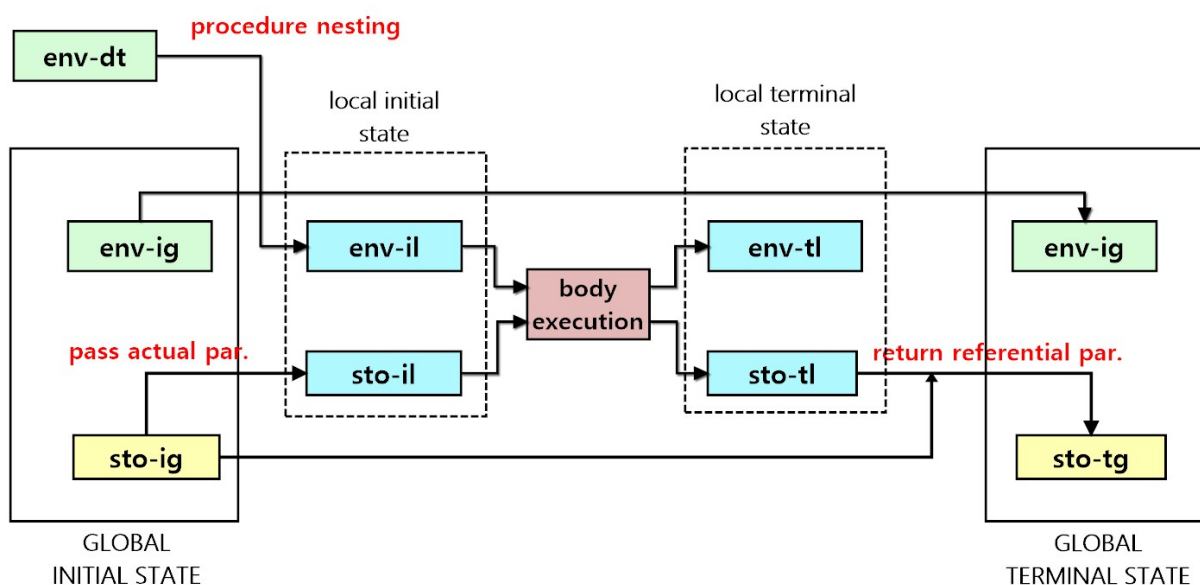 procedure nesting
env-dt
local initial
state
local terminal
state
env-ig
env-il
env-tl
env-ig
body
execution
pass actual par.
return referential par.
sto-il
sto-tl
sto-ig
sto-tg
GLOBAL
INITIAL STATE
GLOBAL
TERMINAL STATE